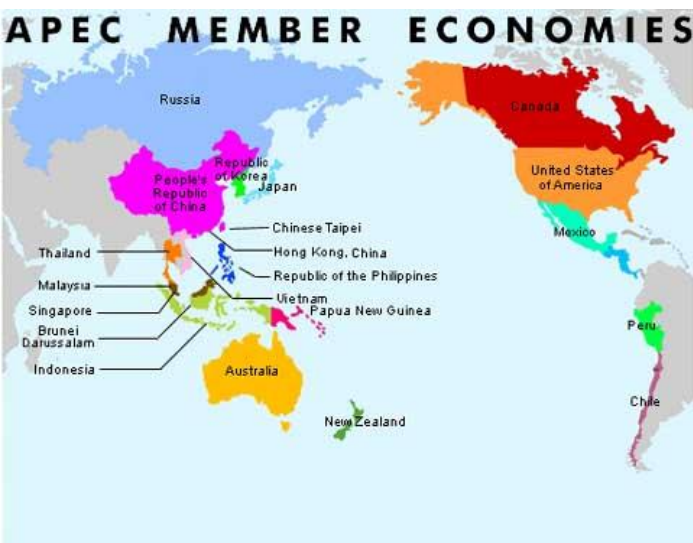 APEC MEMBER ECONOMIES
Russia
Canada
Republic
of Korea
People's
Republic
of China
Japan
United States
of America
Mexico
Chinese Taipei
Hong Kong, China
Republic of the Philippines
Thailand
Malaysia
Vietnam
Singapore
Papua New Guinea
Brunei
Darussalam
Indonesia
Peru
Australia
Chile
New Zealand